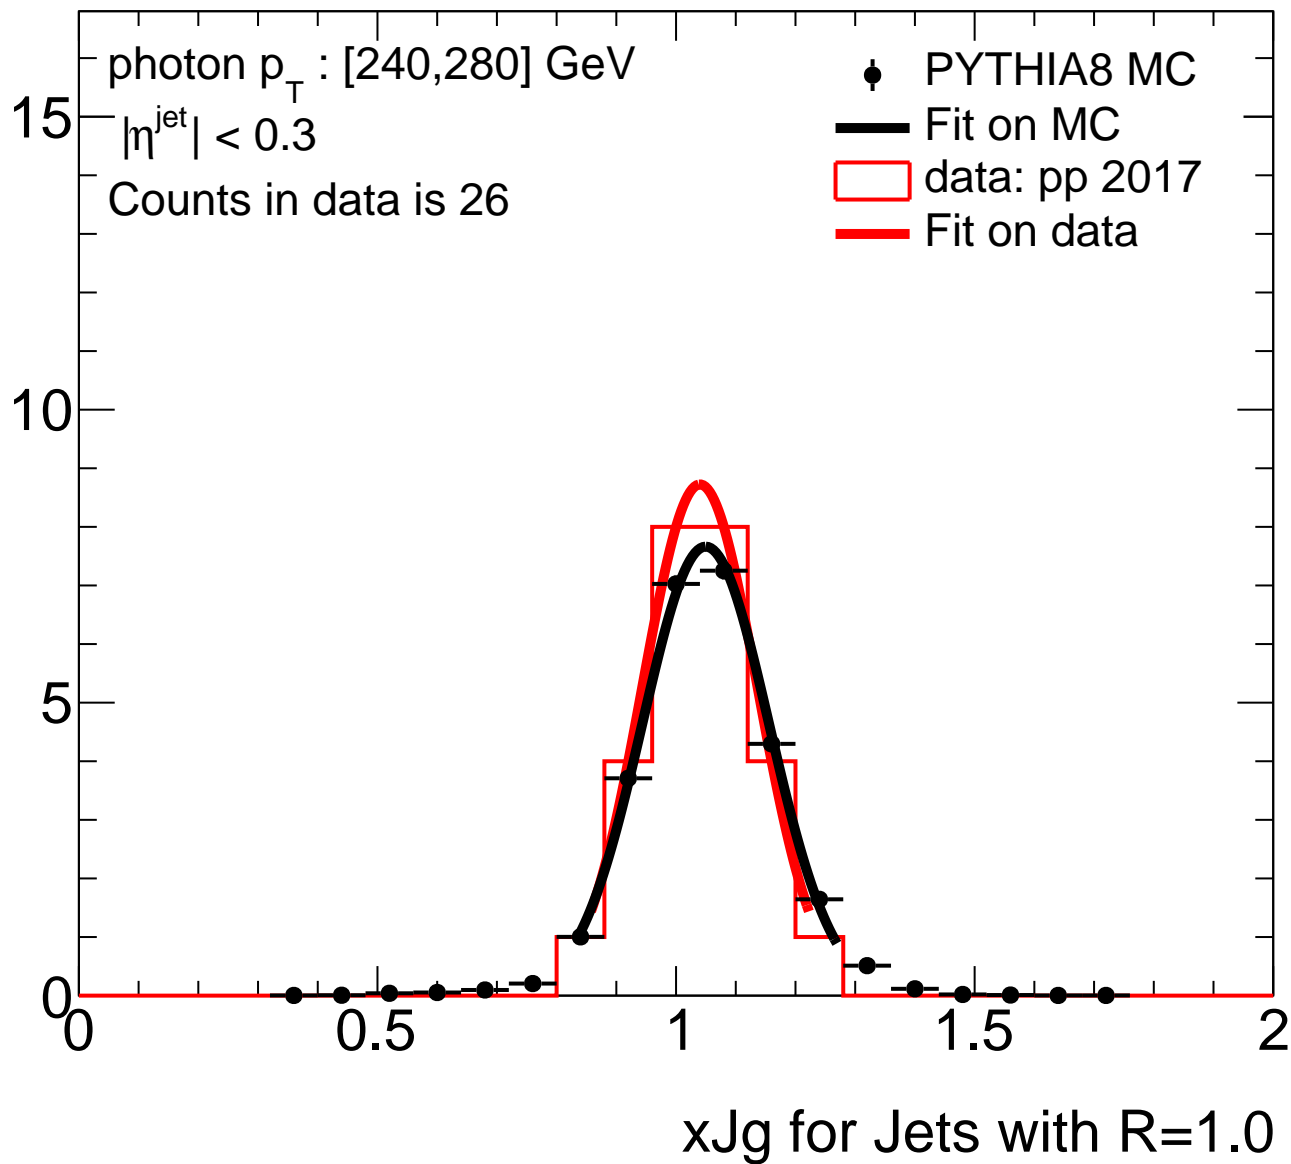 photon p_T : [240,280] GeV
|η^jet| < 0.3
Counts in data is 26
PYTHIA8 MC
Fit on MC
data: pp 2017
Fit on data
15
10
5
0
0 0.5 1 1.5 2
xJg for Jets with R=1.0